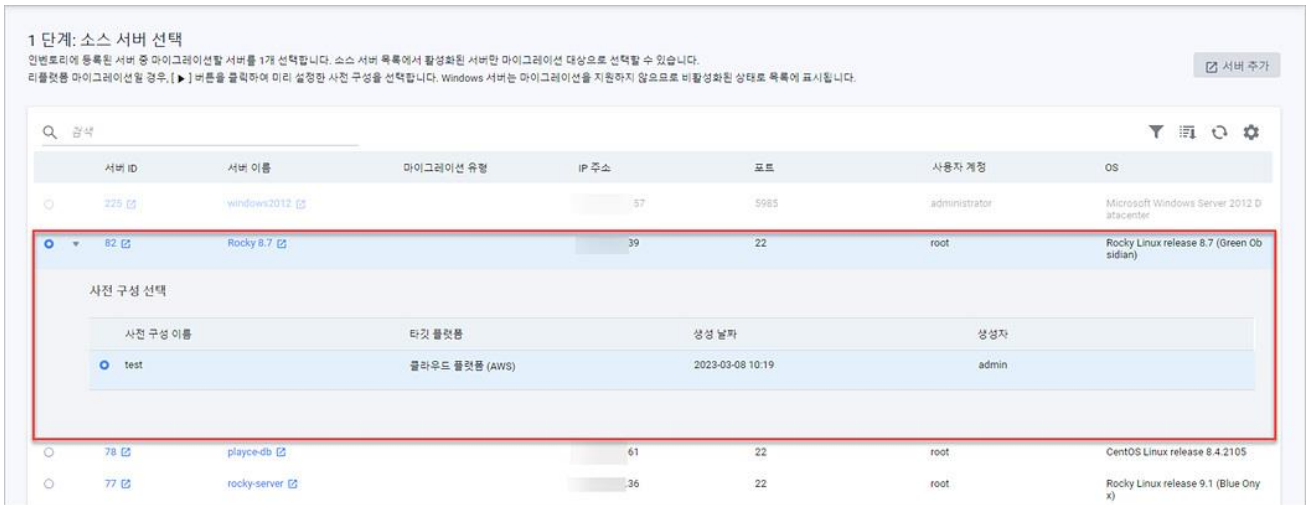 1 단계: 소스 서버 선택
인벤토리에 등록된 서버 중 마이그레이션할 서버를 1개 선택합니다. 소스 서버 목록에서 활성화된 서버만 마이그레이션 대상으로 선택할 수 있습니다.
리플랫폼 마이그레이션일 경우, [ ▶ ] 버튼을 클릭하여 미리 설정한 사전 구성을 선택합니다. Windows 서버는 마이그레이션을 지원하지 않으므로 비활성화된 상태로 목록에 표시됩니다.
서버 추가
검색
서버 ID 서버 이름 마이그레이션 유형 IP 주소 포트 사용자 계정 OS
225 windows2012 57 5985 administrator Microsoft Windows Server 2012 D
atacenter
82 Rocky 8.7 39 22 root Rocky Linux release 8.7 (Green Ob
sidian)
사전 구성 선택
사전 구성 이름 타깃 플랫폼 생성 날짜 생성자
test 클라우드 플랫폼 (AWS) 2023-03-08 10:19 admin
78 playce-db 61 22 root CentOS Linux release 8.4.2105
77 rocky-server .36 22 root Rocky Linux release 9.1 (Blue Ony
x)